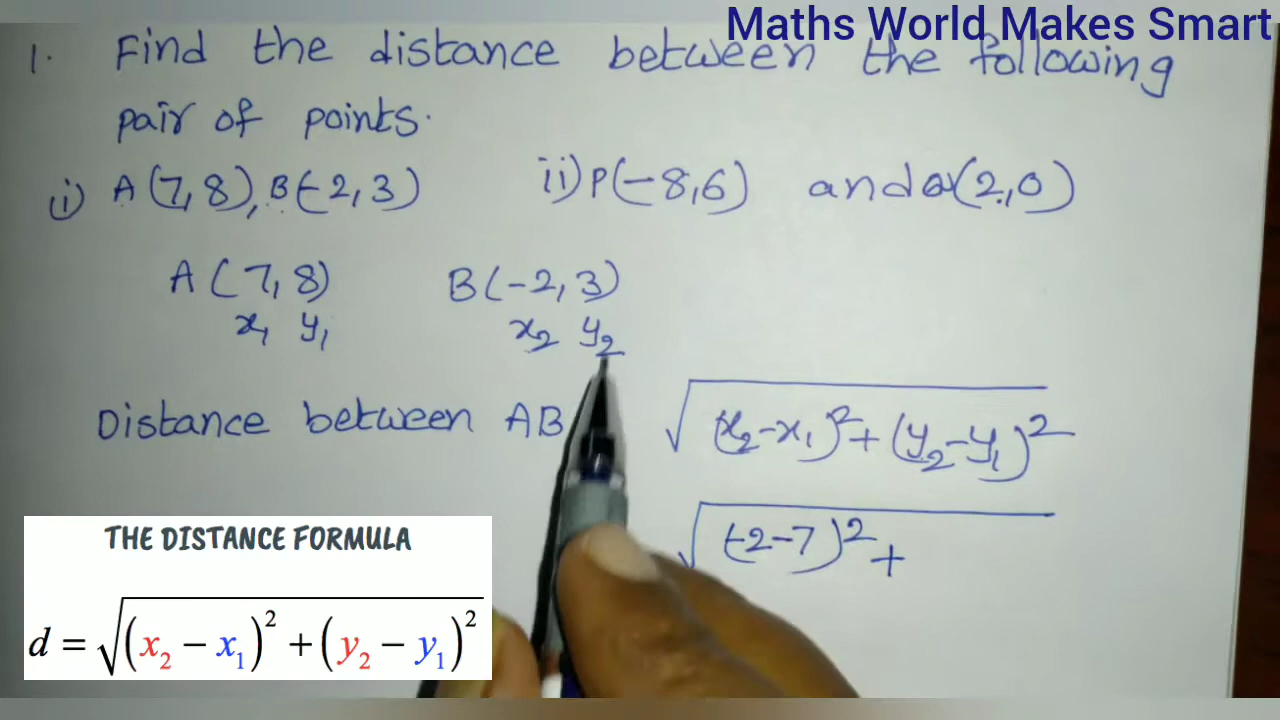 Maths World Makes Smart
1. Find the distance between the following
pair of points.
i) A(7,8), B(-2,3) ii) P(-8,6) and Q(2,0)
A(7,8) B(-2,3)
x₁ y₁ x₂ y₂
Distance between AB √(x₂-x₁)²+(y₂-y₁)²
√(-2-7)²+
THE DISTANCE FORMULA
d = √(x₂ − x₁)² + (y₂ − y₁)²